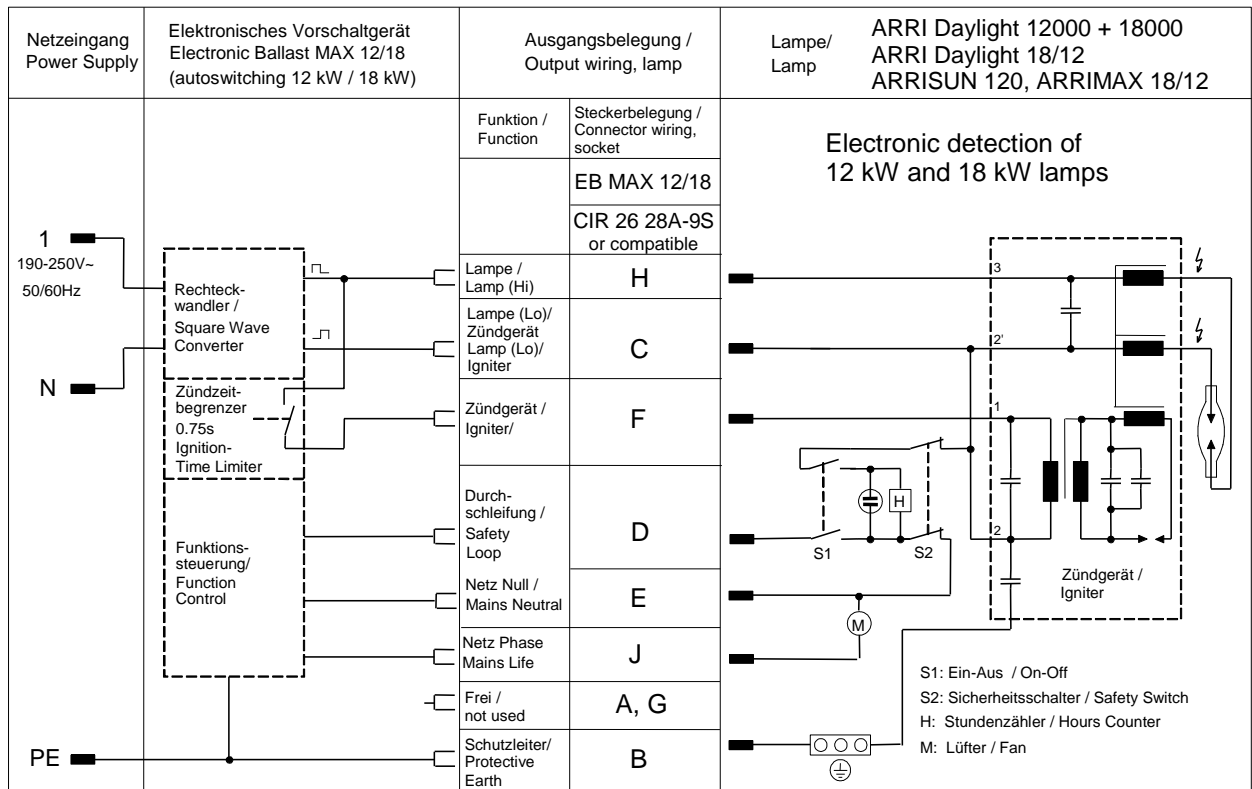 Netzeingang
Power Supply
Elektronisches Vorschaltgerät
Electronic Ballast MAX 12/18
(autoswitching 12 kW / 18 kW)
Ausgangsbelegung /
Output wiring, lamp
Lampe/
Lamp
ARRI Daylight 12000 + 18000
ARRI Daylight 18/12
ARRISUN 120, ARRIMAX 18/12
Funktion /
Function
Steckerbelegung /
Connector wiring,
socket
EB MAX 12/18
CIR 26 28A-9S
or compatible
Electronic detection of
12 kW and 18 kW lamps
1
190-250V~
50/60Hz
N
PE
Rechteck-
wandler /
Square Wave
Converter
Zündzeit-
begrenzer
0.75s
Ignition-
Time Limiter
Funktions-
steuerung/
Function
Control
Lampe /
Lamp (Hi)
H
Lampe (Lo)/
Zündgerät
Lamp (Lo)/
Igniter
C
Zündgerät /
Igniter/
F
Durch-
schleifung /
Safety
Loop
D
Netz Null /
Mains Neutral
E
Netz Phase
Mains Life
J
Frei /
not used
A, G
Schutzleiter/
Protective
Earth
B
3
2'
1
2
H
S1
S2
M
Zündgerät /
Igniter
S1: Ein-Aus / On-Off
S2: Sicherheitsschalter / Safety Switch
H: Stundenzähler / Hours Counter
M: Lüfter / Fan